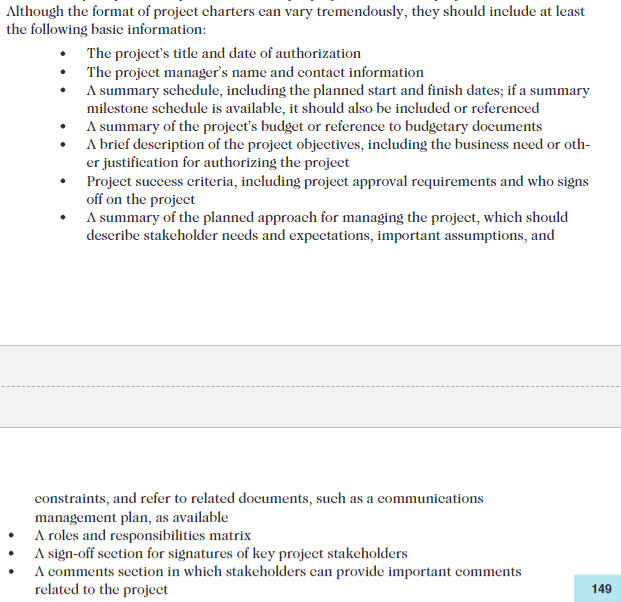 Although the format of project charters can vary tremendously, they should include at least
the following basic information:
• The project's title and date of authorization
• The project manager's name and contact information
• A summary schedule, including the planned start and finish dates; if a summary
milestone schedule is available, it should also be included or referenced
• A summary of the project's budget or reference to budgetary documents
• A brief description of the project objectives, including the business need or oth-
er justification for authorizing the project
• Project success criteria, including project approval requirements and who signs
off on the project
• A summary of the planned approach for managing the project, which should
describe stakeholder needs and expectations, important assumptions, and
constraints, and refer to related documents, such as a communications
management plan, as available
• A roles and responsibilities matrix
• A sign-off section for signatures of key project stakeholders
• A comments section in which stakeholders can provide important comments
related to the project
149